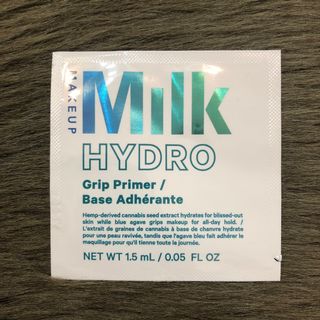 MAKEUP
Milk
HYDRO
Grip Primer /
Base Adhérante
Hemp-derived cannabis seed extract hydrates for blissed-out
skin while blue agave grips makeup for all-day hold. /
L'extrait de graines de cannabis à base de chanvre hydrate
pour une peau ravivée, tandis que l'agave bleu fait adhérer le
maquillage pour qu'il tienne toute le journée.
NET WT 1.5 mL / 0.05 FL OZ